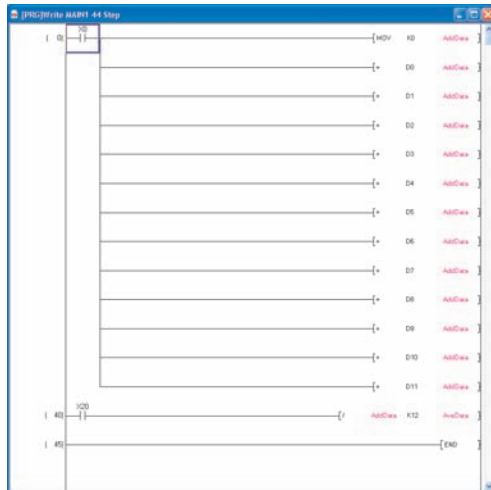 [PRG]Write MAIN1 44 Step
X0
( 0) [MOV K0 AddData ]
[+ D0 AddData ]
[+ D1 AddData ]
[+ D2 AddData ]
[+ D3 AddData ]
[+ D4 AddData ]
[+ D5 AddData ]
[+ D6 AddData ]
[+ D7 AddData ]
[+ D8 AddData ]
[+ D9 AddData ]
[+ D10 AddData ]
[+ D11 AddData ]
X20
( 40) [/ AddData K12 AveData ]
( 45) [END ]